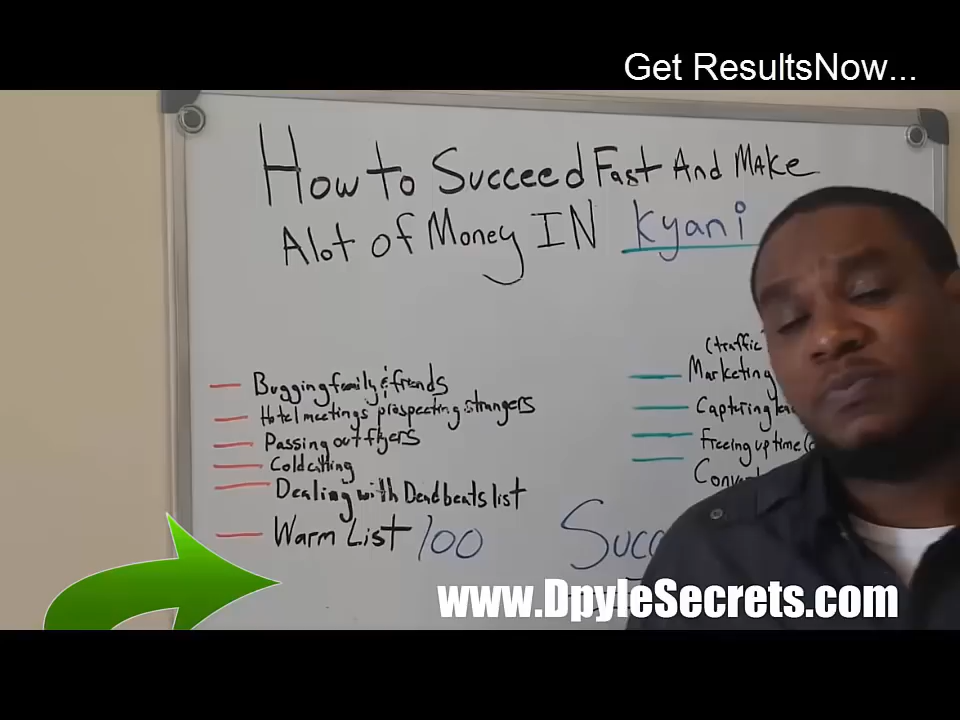 Get ResultsNow...
How to Succeed Fast And Make
Alot of Money IN Kyani
Bugging family & friends
Hotel meetings prospecting strangers
Passing out flyers
Cold calling
Dealing with Deadbeats list
Warm List 100
(traffic
Marketing
Capturing
Freeing up time
www.DpyleSecrets.com